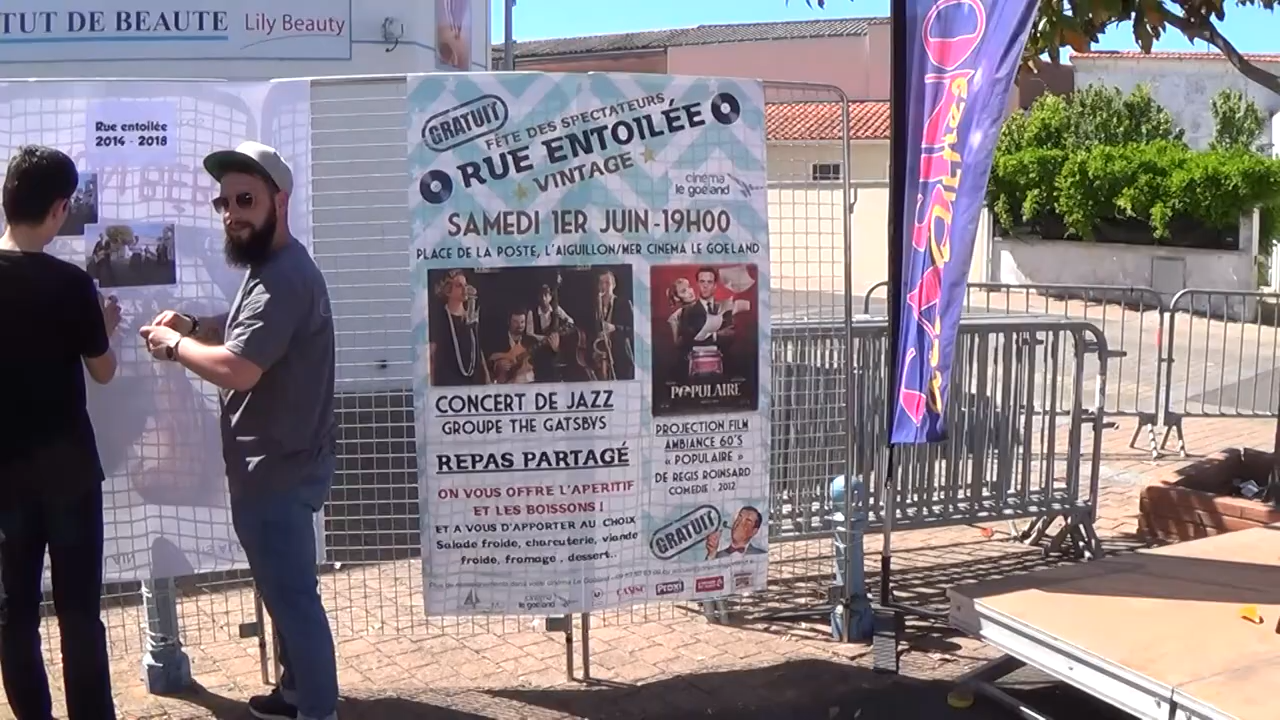 TUT DE BEAUTE
Lily Beauty
Rue entoilée
2014 - 2018
GRATUIT
FÊTE DES SPECTATEURS
RUE ENTOILÉE
VINTAGE
cinéma
le goéland
SAMEDI 1ER JUIN - 19H00
PLACE DE LA POSTE, L'AIGUILLON/MER CINEMA LE GOELAND
POPULAIRE
CONCERT DE JAZZ
GROUPE THE GATSBYS
REPAS PARTAGÉ
ON VOUS OFFRE L'APERITIF
ET LES BOISSONS !
ET A VOUS D'APPORTER AU CHOIX
Salade froide, charcuterie, viande
froide, fromage , dessert..
PROJECTION FILM
AMBIANCE 60'S
« POPULAIRE »
DE REGIS ROINSARD
COMEDIE - 2012
GRATUIT
cinéma
le goéland
Proxi